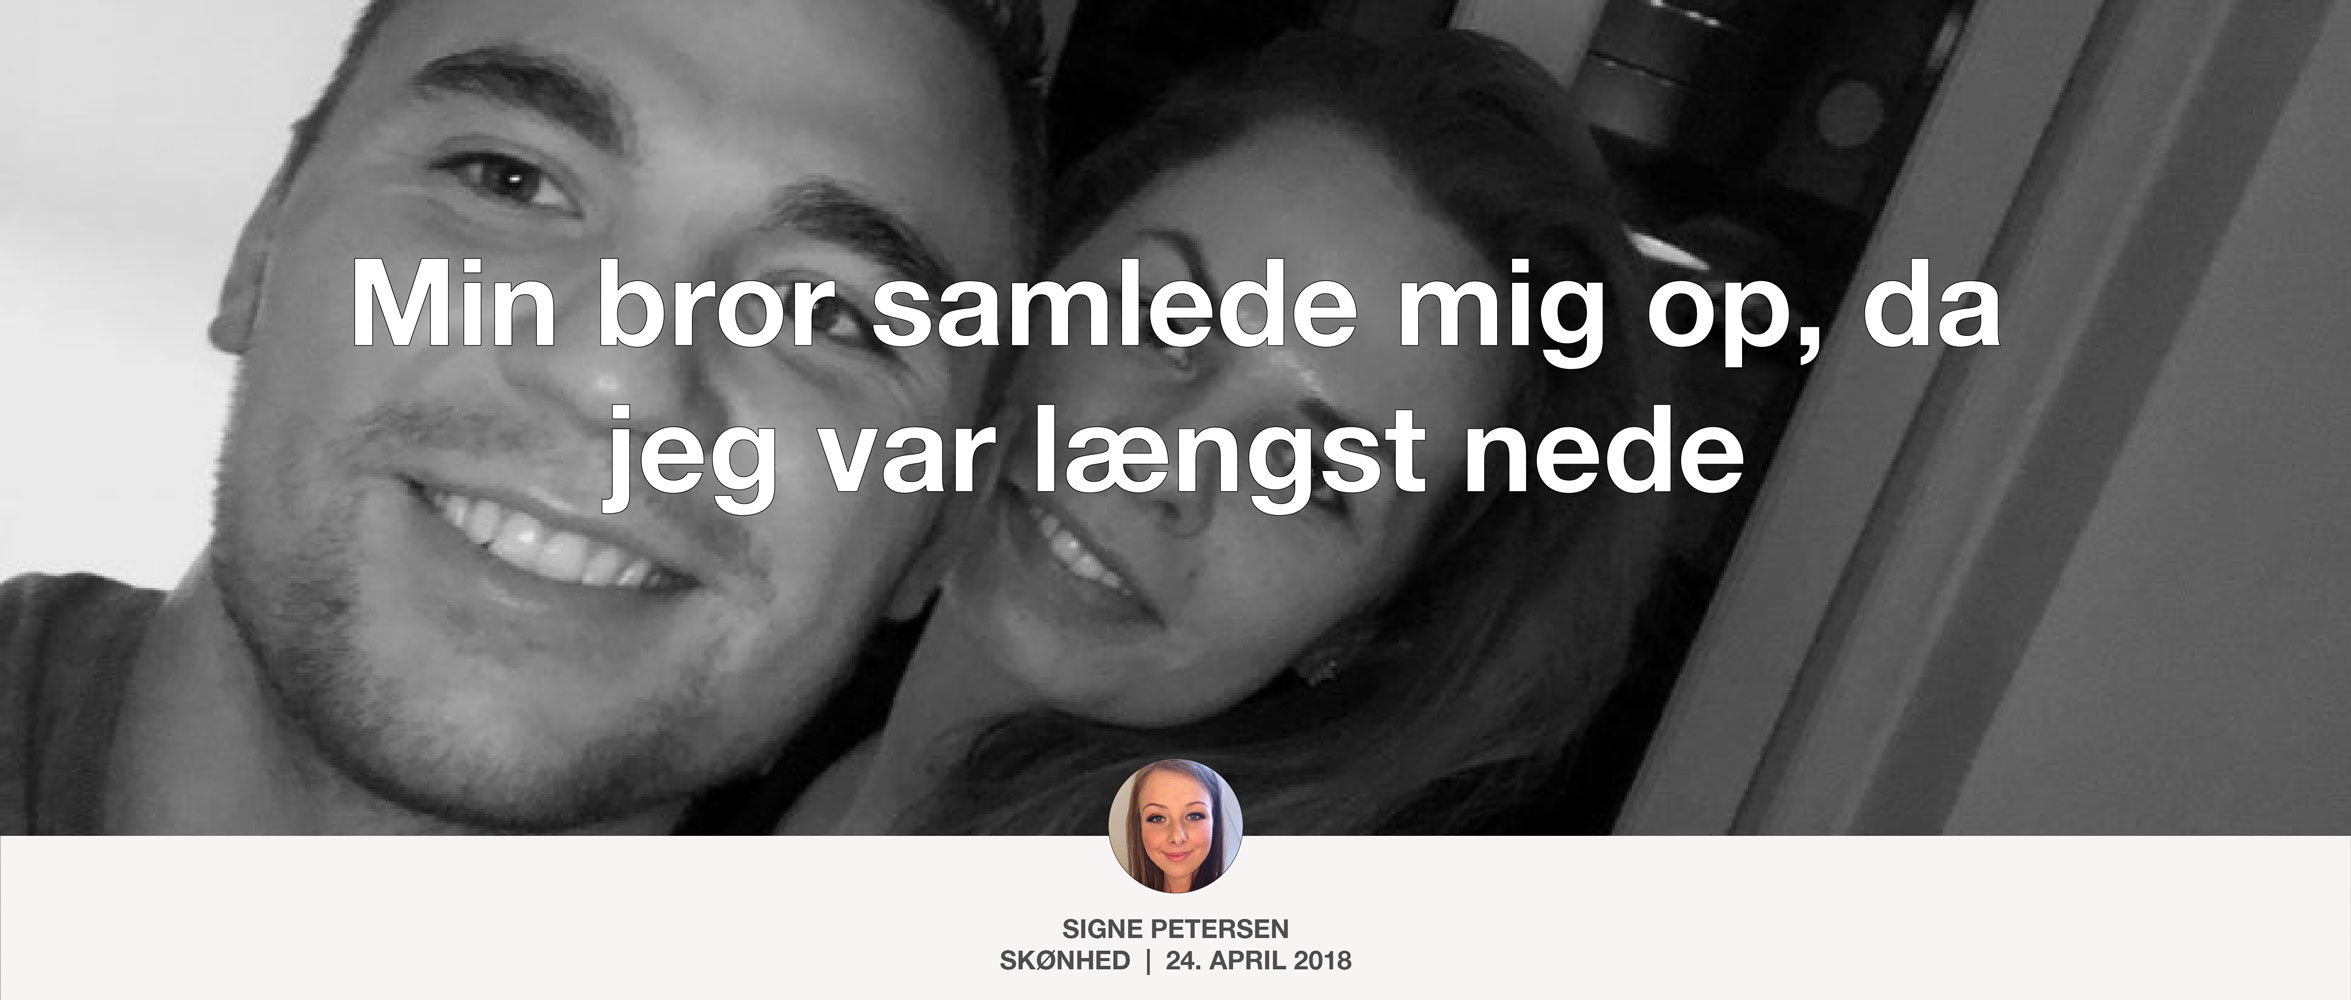 Min bror samlede mig op, da
jeg var længst nede
SIGNE PETERSEN
SKØNHED | 24. APRIL 2018